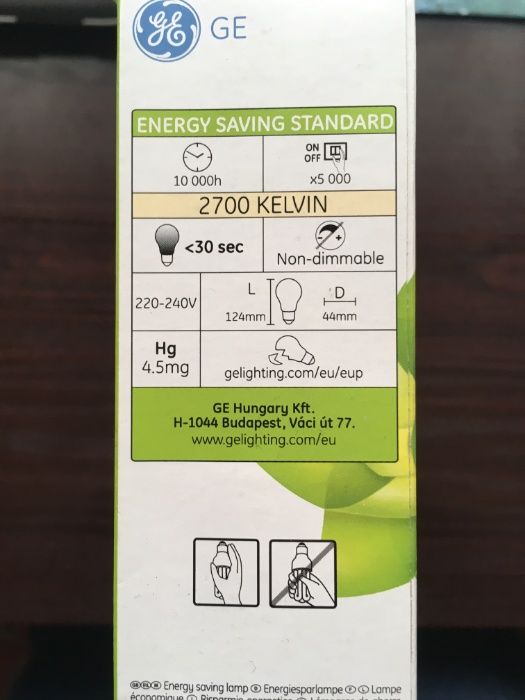 GE GE
ENERGY SAVING STANDARD
10 000h
ON
OFF
x5 000
2700 KELVIN
<30 sec
Non-dimmable
220-240V
L
124mm
D
44mm
Hg
4.5mg
gelighting.com/eu/eup
GE Hungary Kft.
H-1044 Budapest, Váci út 77.
www.gelighting.com/eu
Energy saving lamp Energiesparlampe Lampe
économique